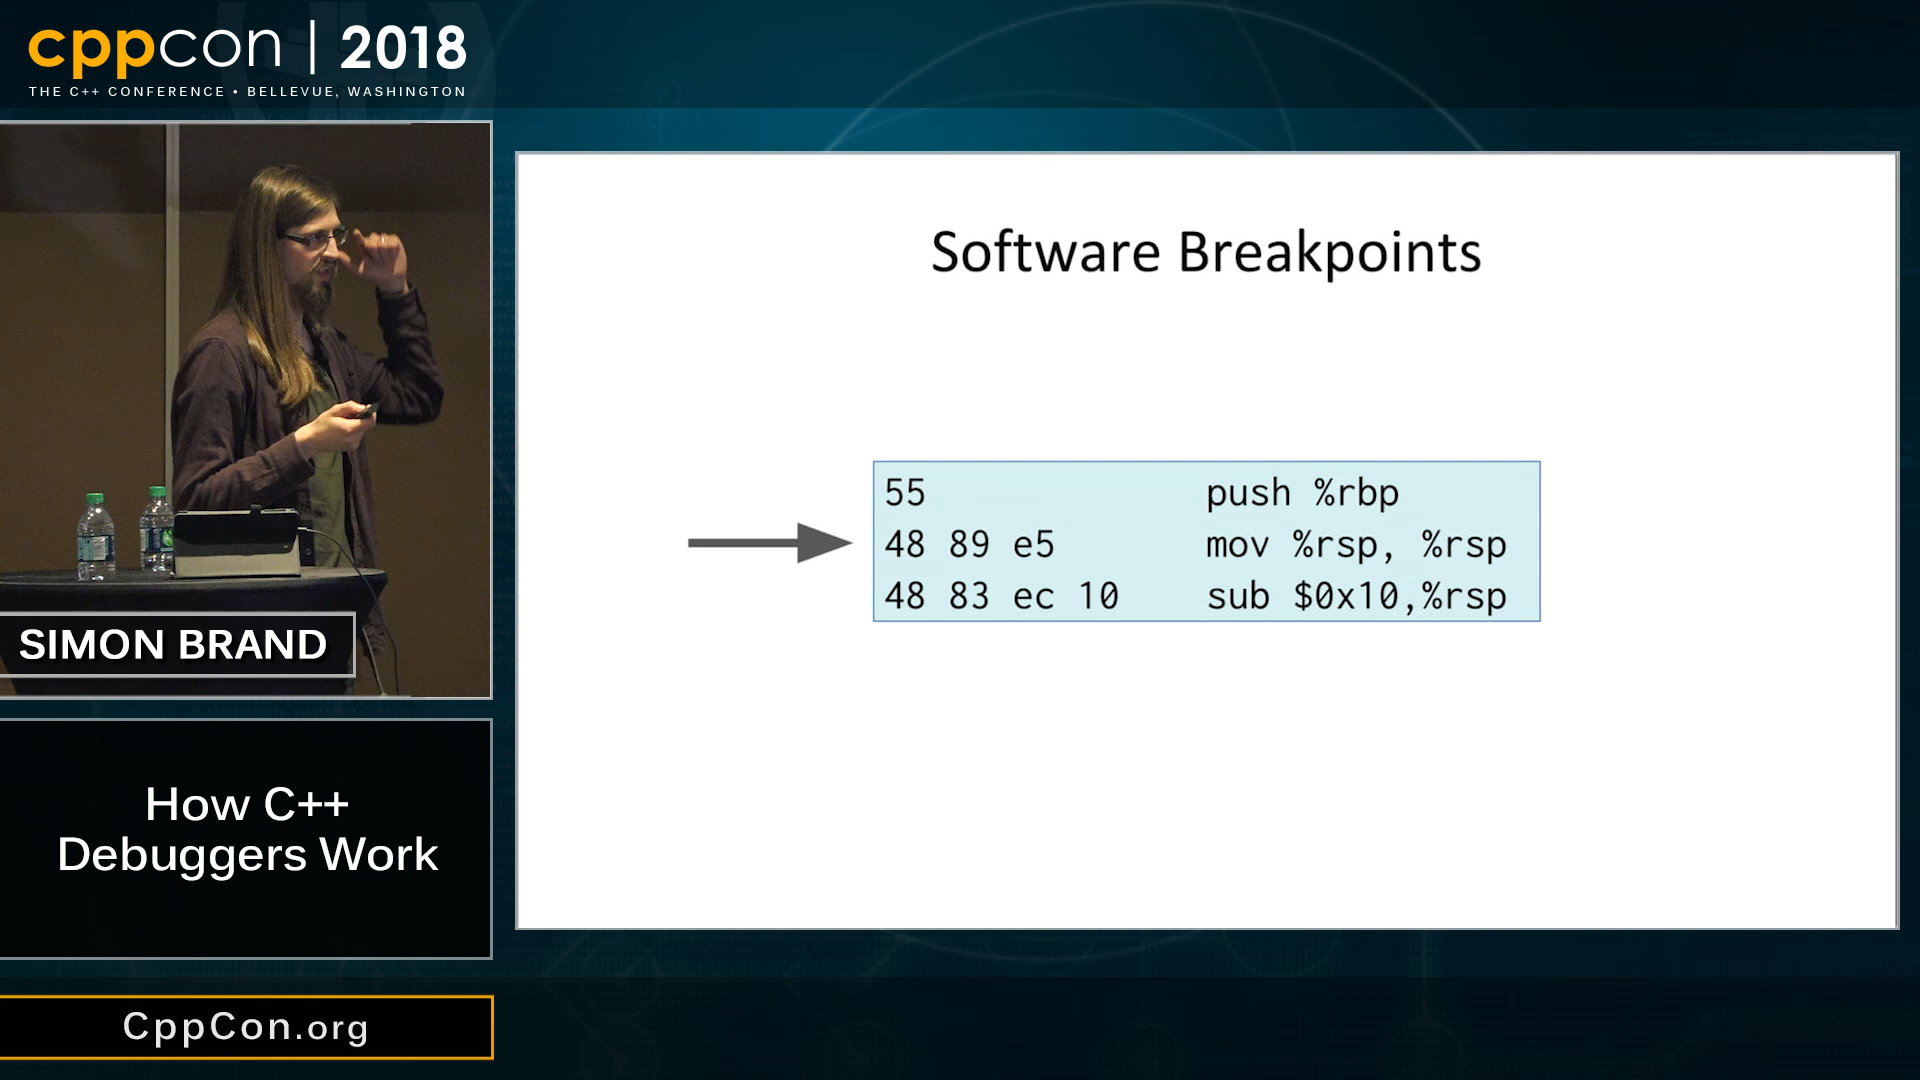 cppcon | 2018
THE C++ CONFERENCE • BELLEVUE, WASHINGTON
SIMON BRAND
How C++
Debuggers Work
CppCon.org
Software Breakpoints
55 push %rbp
48 89 e5 mov %rsp, %rsp
48 83 ec 10 sub $0x10,%rsp